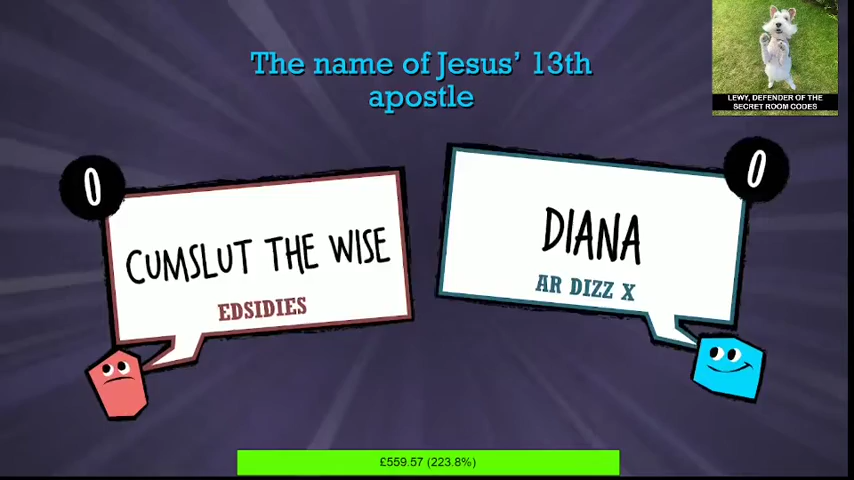 The name of Jesus' 13th
apostle
LEWY, DEFENDER OF THE
SECRET ROOM CODES
0
CUMSLUT THE WISE
EDSIDIES
0
DIANA
AR DIZZ X
£559.57 (223.8%)